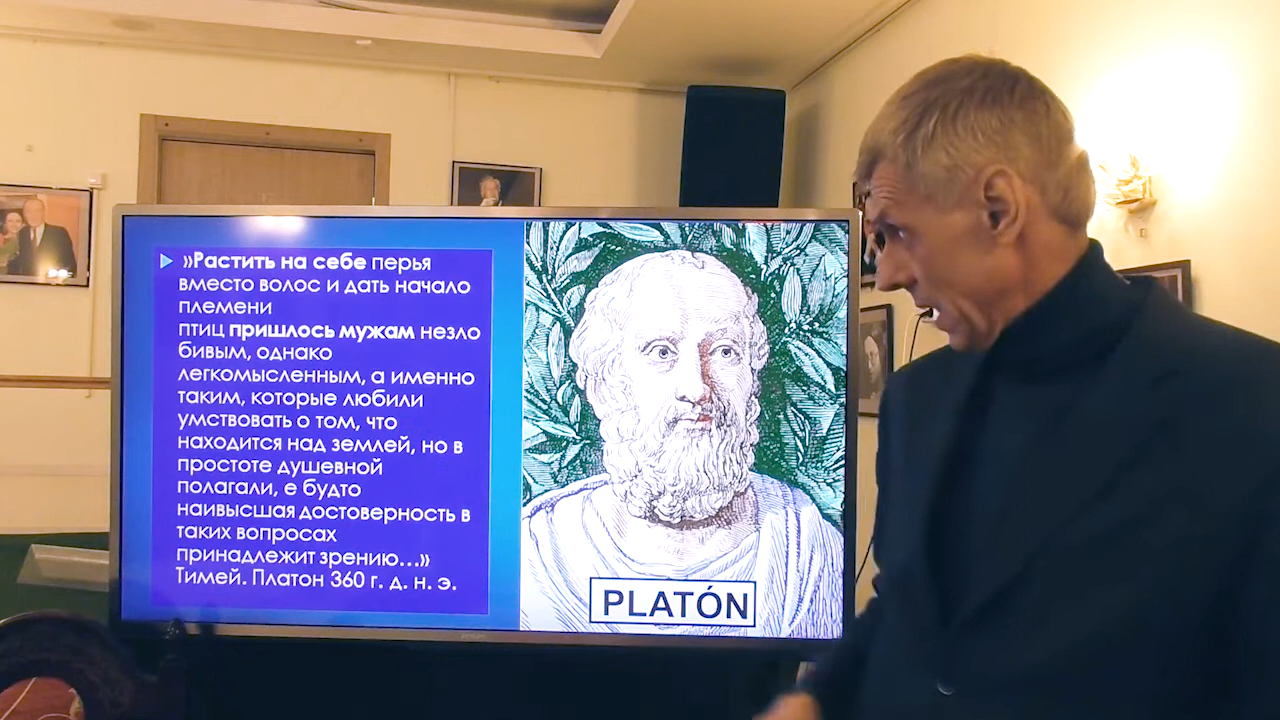 »Растить на себе перья
вместо волос и дать начало
племени
птиц пришлось мужам незло
бивым, однако
легкомысленным, а именно
таким, которые любили
умствовать о том, что
находится над землей, но в
простоте душевной
полагали, е будто
наивысшая достоверность в
таких вопросах
принадлежит зрению...»
Тимей. Платон 360 г. д. н. э.
PLATÓN